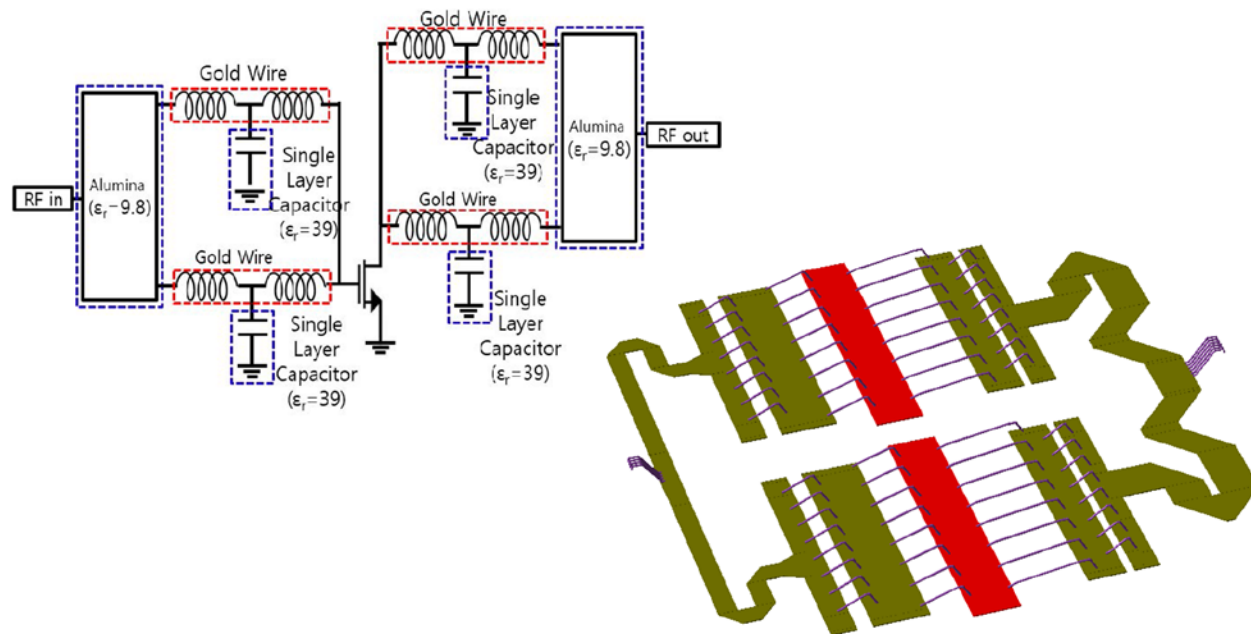 Gold Wire
Gold Wire
Single
Layer
Capacitor
(εr=39)
Alumina
(εr=9.8)
RF out
RF in
Alumina
(εr=9.8)
Single
Layer
Capacitor
(εr=39)
Gold Wire
Gold Wire
Single
Layer
Capacitor
(εr=39)
Single
Layer
Capacitor
(εr=39)